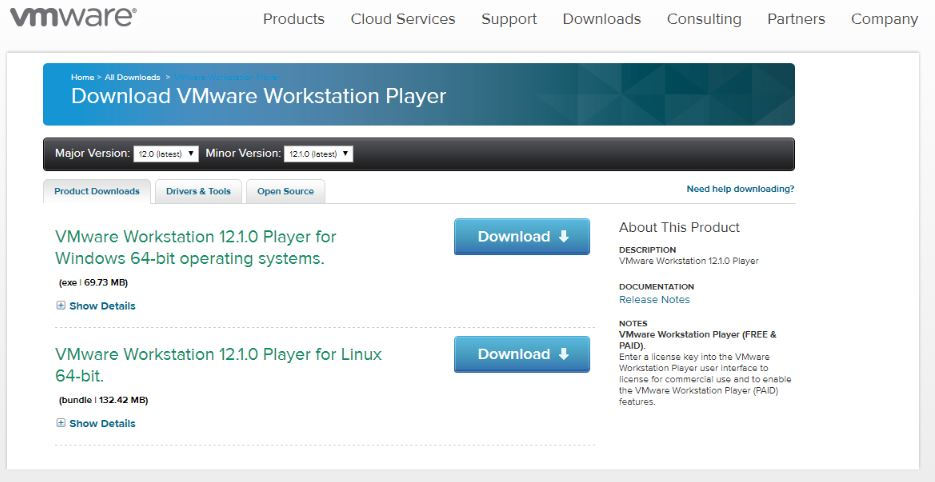 vmware®
Products Cloud Services Support Downloads Consulting Partners Company
Home > All Downloads > VMware Workstation Player
Download VMware Workstation Player
Major Version: 12.0 (latest) Minor Version: 12.1.0 (latest)
Product Downloads Drivers & Tools Open Source
Need help downloading?
VMware Workstation 12.1.0 Player for
Windows 64-bit operating systems.
(exe | 69.73 MB)
Show Details
Download
VMware Workstation 12.1.0 Player for Linux
64-bit.
(bundle | 132.42 MB)
Show Details
Download
About This Product
DESCRIPTION
VMware Workstation 12.1.0 Player
DOCUMENTATION
Release Notes
NOTES
VMware Workstation Player (FREE &
PAID).
Enter a license key into the VMware
Workstation Player user interface to
license for commercial use and to enable
the VMware Workstation Player (PAID)
features.